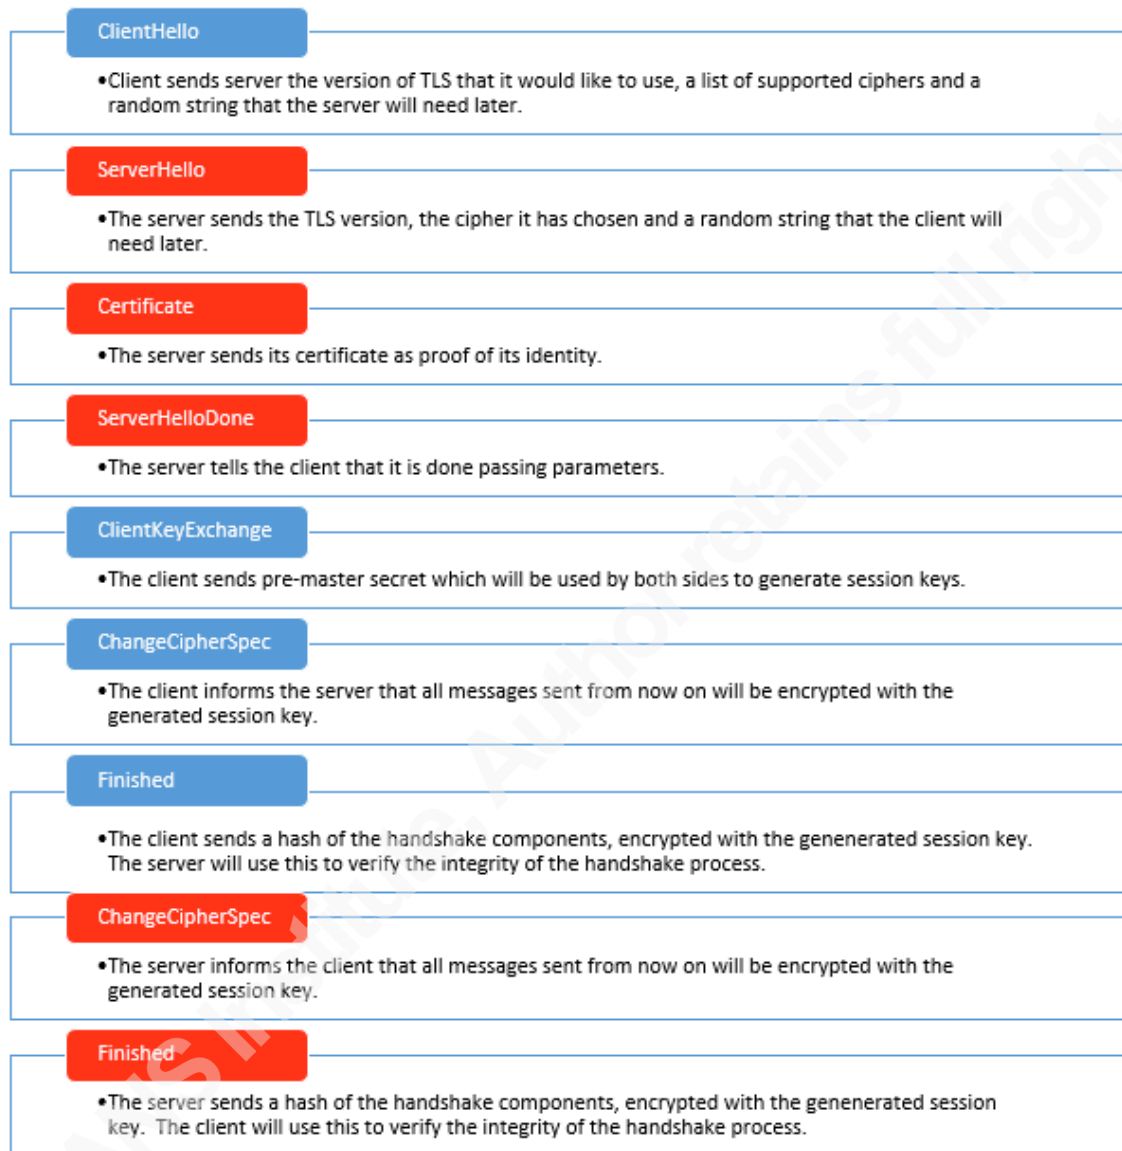 ClientHello
•Client sends server the version of TLS that it would like to use, a list of supported ciphers and a
random string that the server will need later.
ServerHello
•The server sends the TLS version, the cipher it has chosen and a random string that the client will
need later.
Certificate
•The server sends its certificate as proof of its identity.
ServerHelloDone
•The server tells the client that it is done passing parameters.
ClientKeyExchange
•The client sends pre-master secret which will be used by both sides to generate session keys.
ChangeCipherSpec
•The client informs the server that all messages sent from now on will be encrypted with the
generated session key.
Finished
•The client sends a hash of the handshake components, encrypted with the genenerated session key.
The server will use this to verify the integrity of the handshake process.
ChangeCipherSpec
•The server informs the client that all messages sent from now on will be encrypted with the
generated session key.
Finished
•The server sends a hash of the handshake components, encrypted with the genenerated session
key.  The client will use this to verify the integrity of the handshake process.
Author retains full right